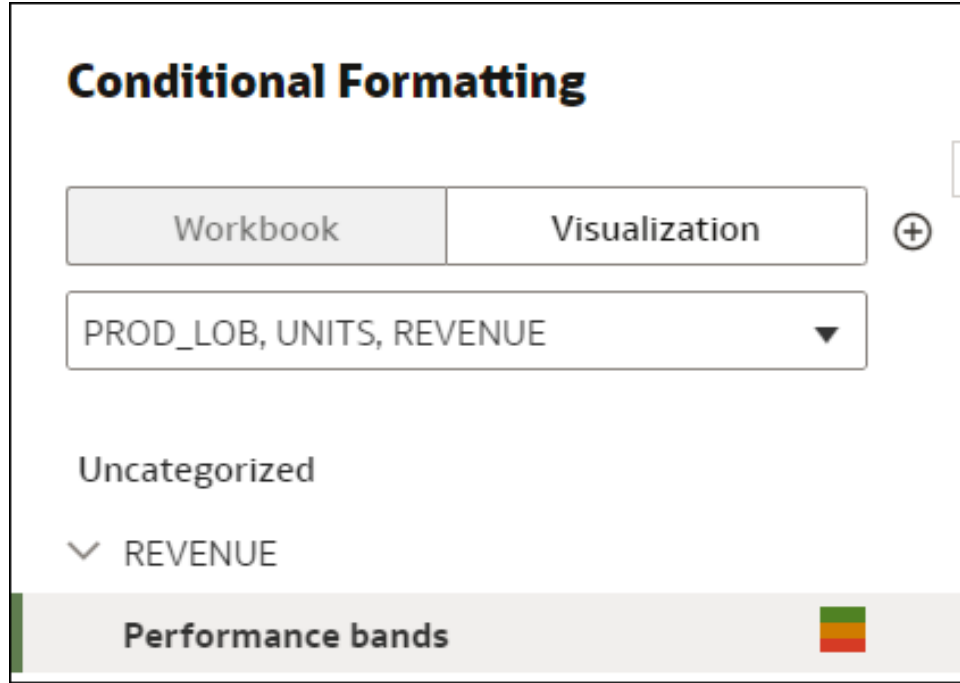 Conditional Formatting
Workbook Visualization
PROD_LOB, UNITS, REVENUE
Uncategorized
REVENUE
Performance bands